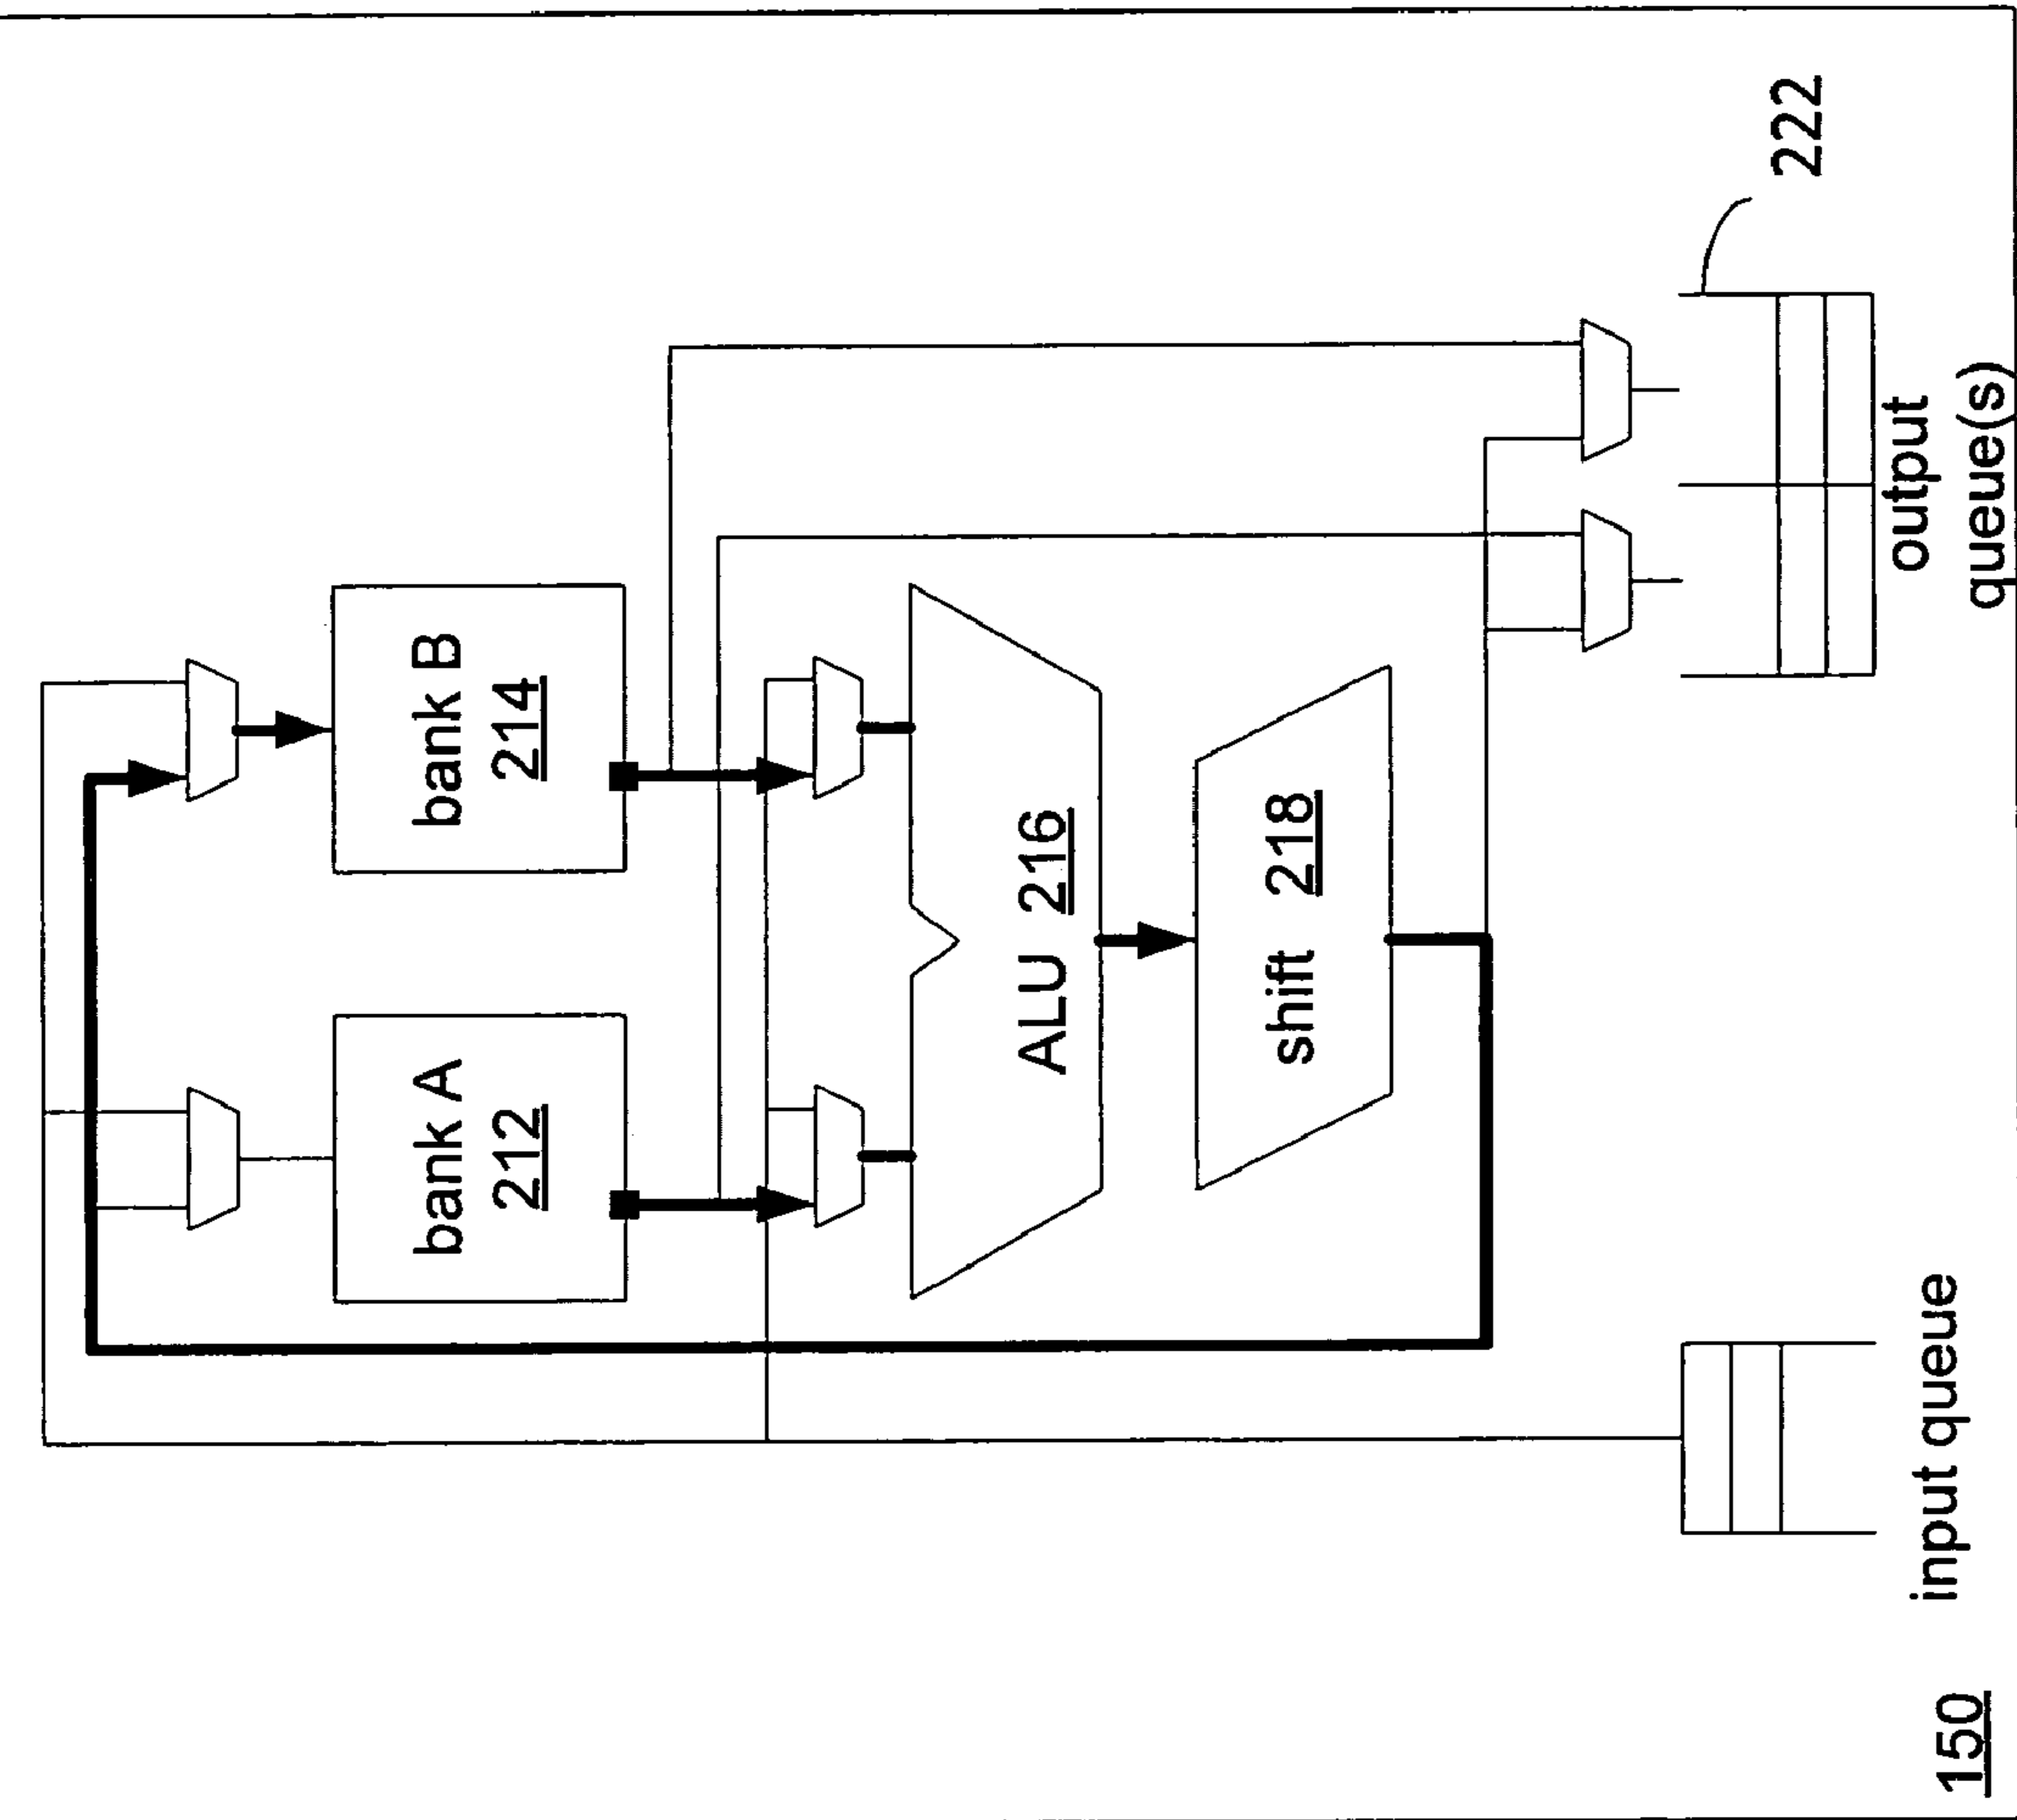 bank A
212
bank B
214
ALU 216
shift 218
222
150
input queue
output
queue(s)